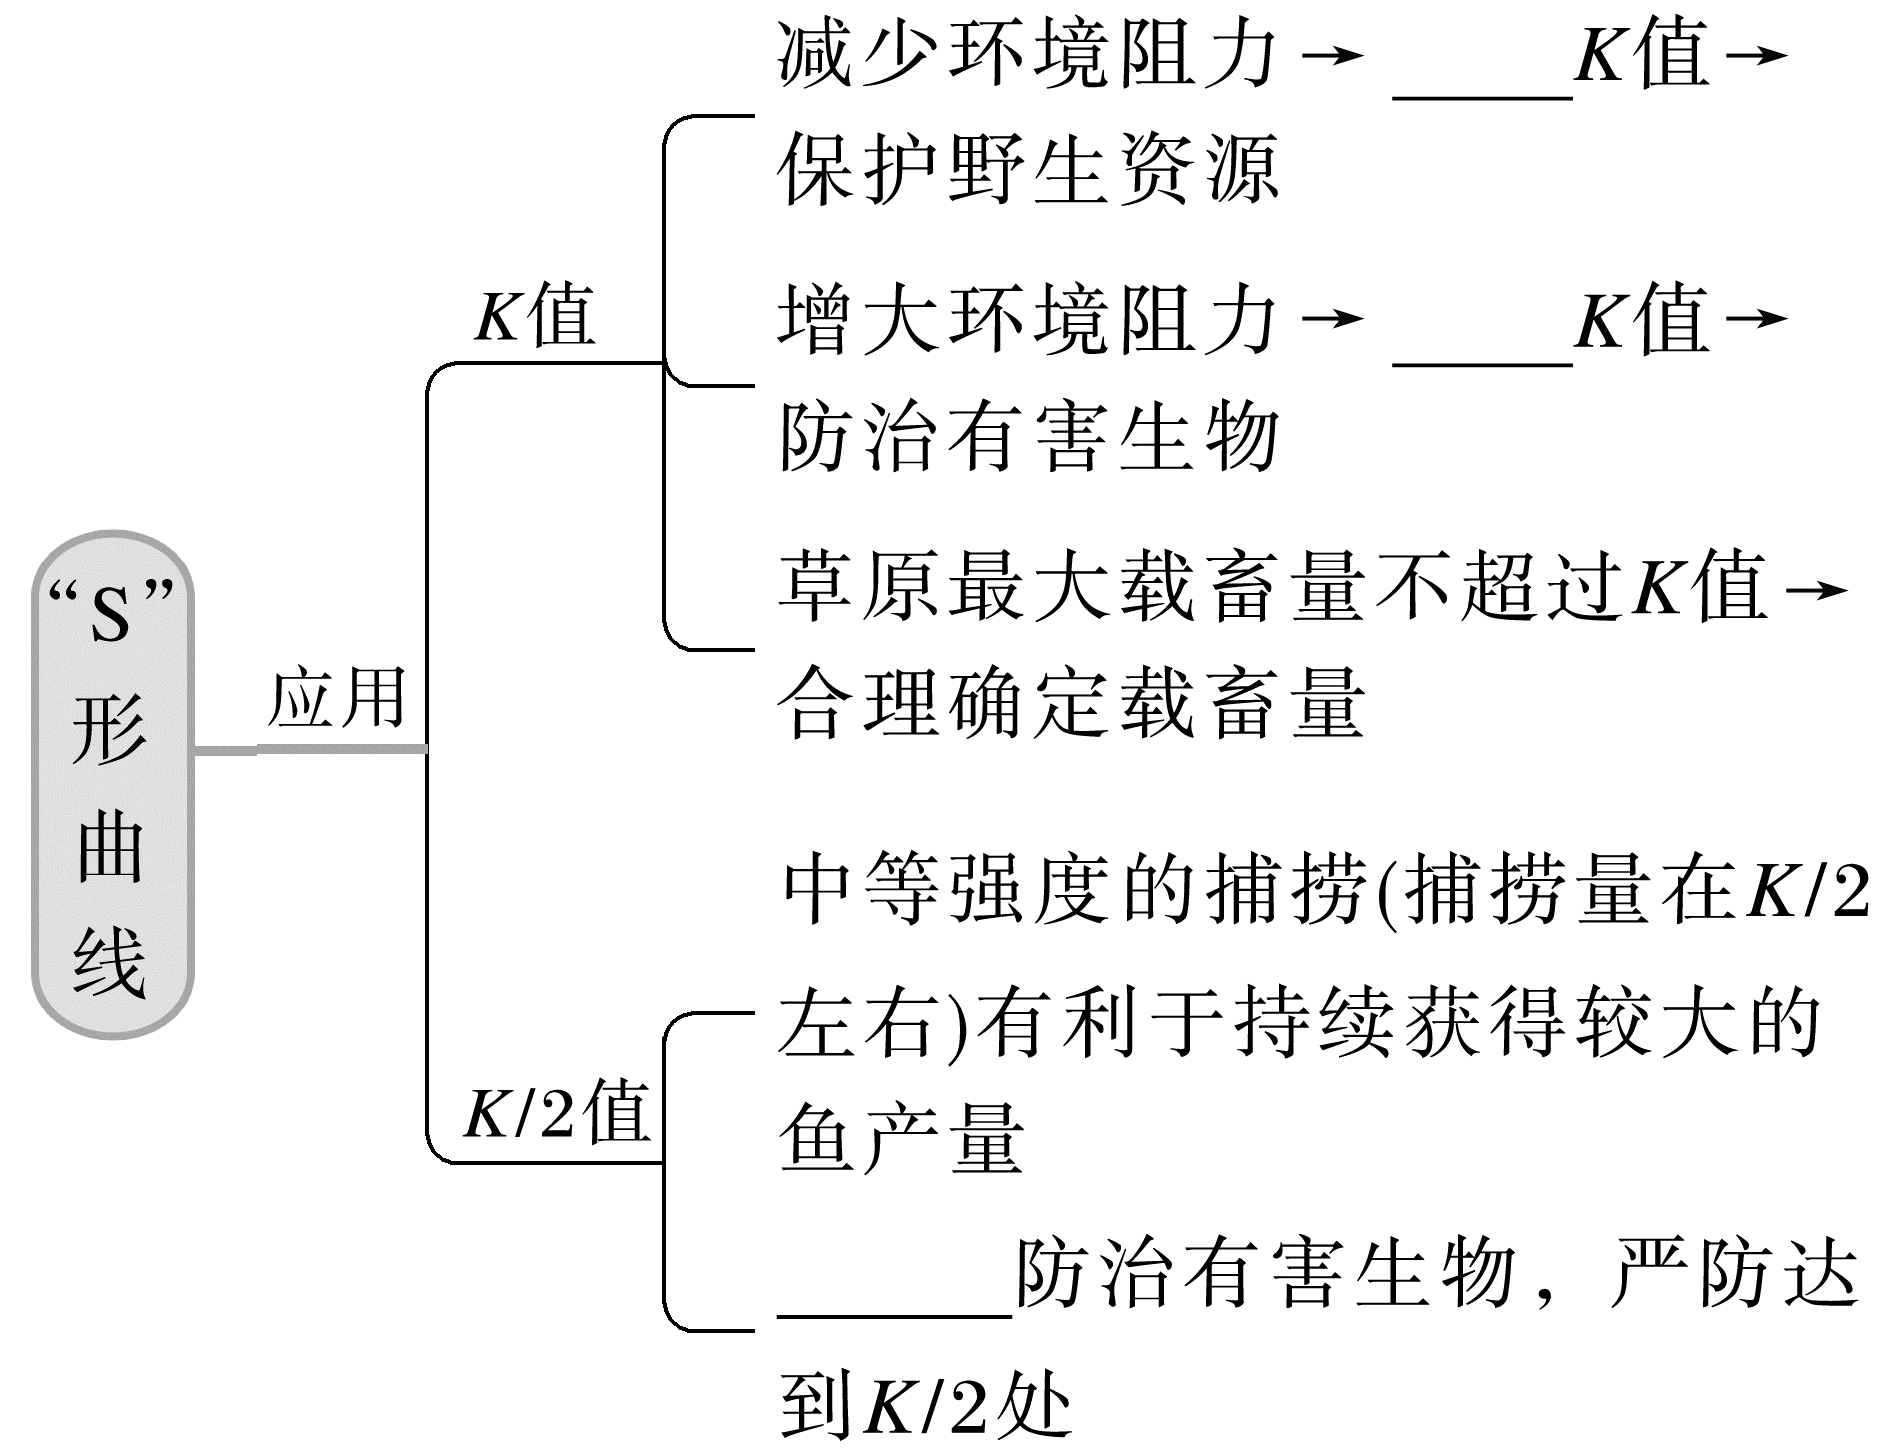 “S”
形
曲
线
应用
K值
减少环境阻力→______K值→
保护野生资源
增大环境阻力→______K值→
防治有害生物
草原最大载畜量不超过K值→
合理确定载畜量
K/2值
中等强度的捕捞(捕捞量在K/2
左右)有利于持续获得较大的
鱼产量
________防治有害生物，严防达
到K/2处